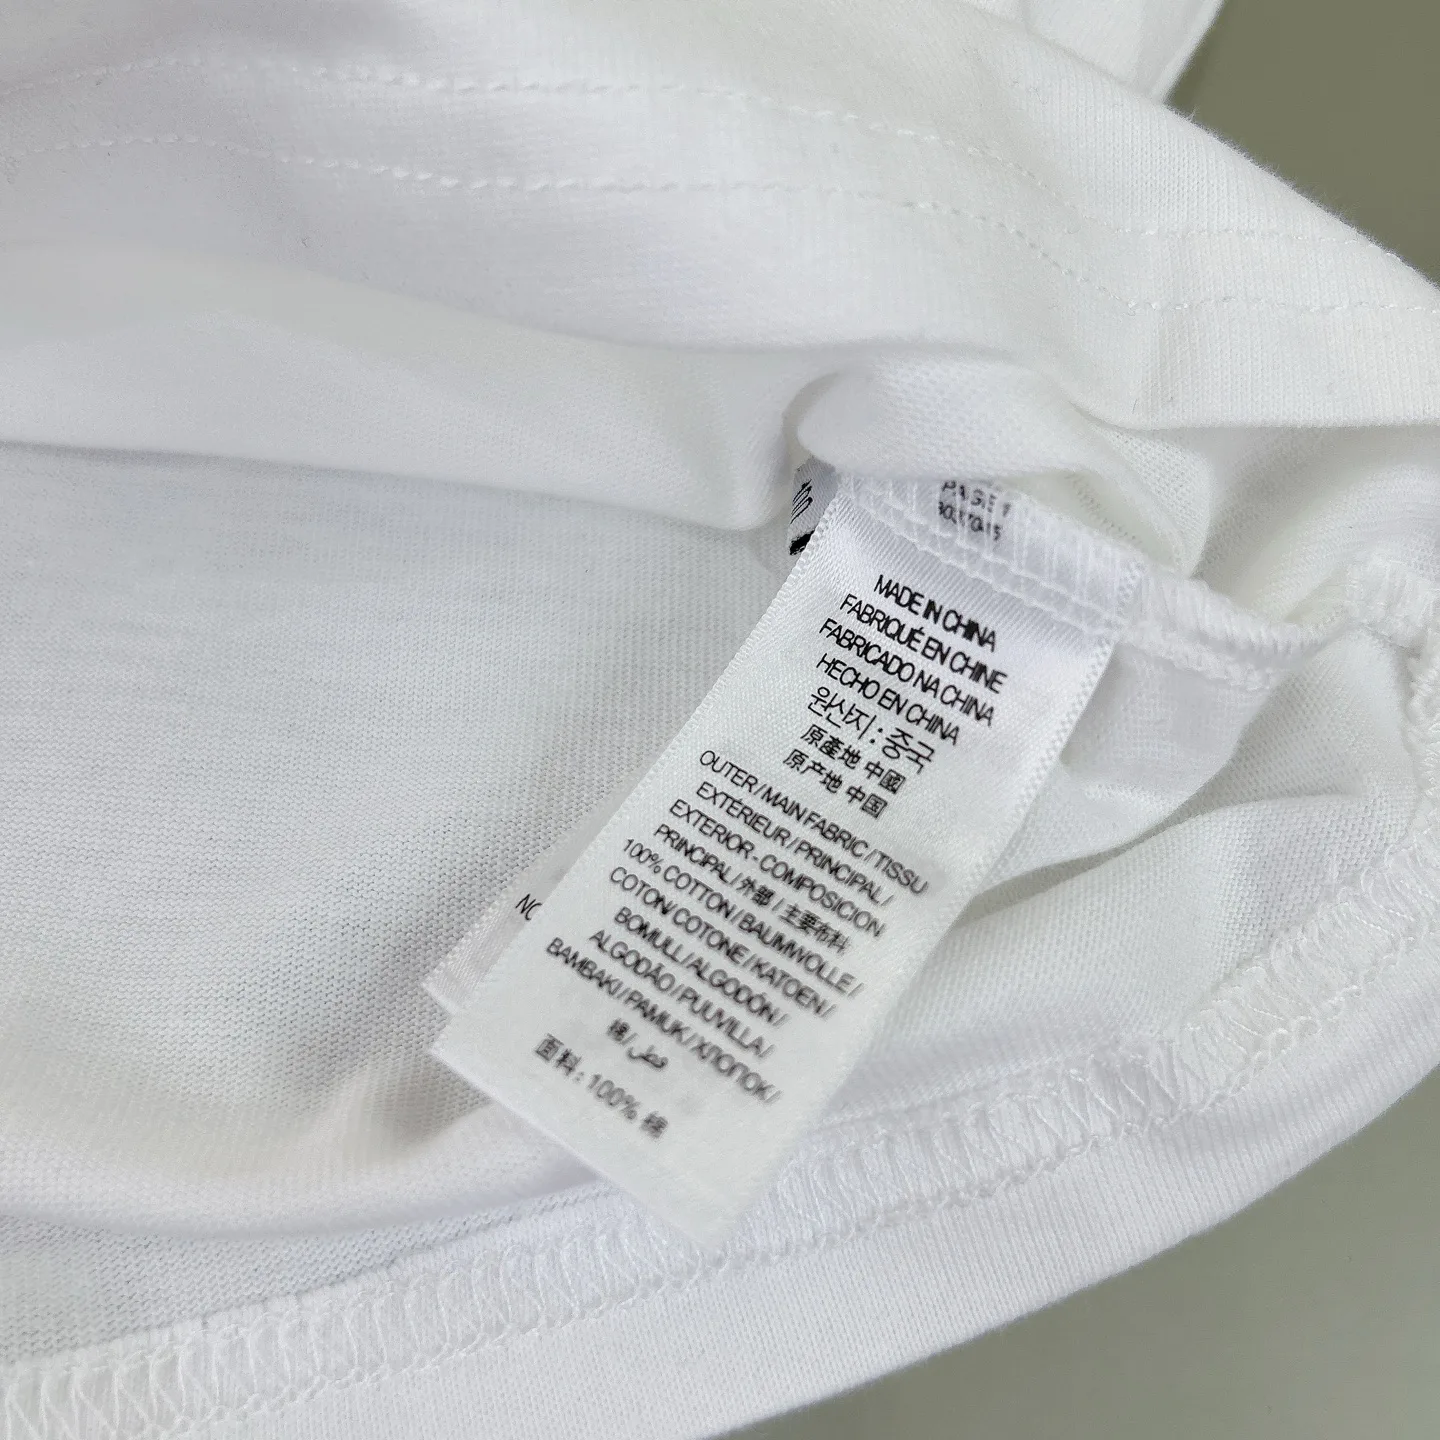 PAGE 1
MADE IN CHINA
FABRIQUÉ EN CHINE
FABRICADO NA CHINA
HECHO EN CHINA
원산지 : 중국
原產地 中國
原产地 中国
OUTER / MAIN FABRIC / TISSU
EXTÉRIEUR / PRINCIPAL /
EXTERIOR - COMPOSICION
PRINCIPAL / 外部 / 主要布料
100% COTTON / BAUMWOLLE /
COTON / COTONE / KATOEN /
BOMULL / ALGODÓN /
ALGODÃO / PUUVILLA /
BAMBAKI / PAMUK / ХЛОПОК /
棉 / قطن
面料 : 100% 棉